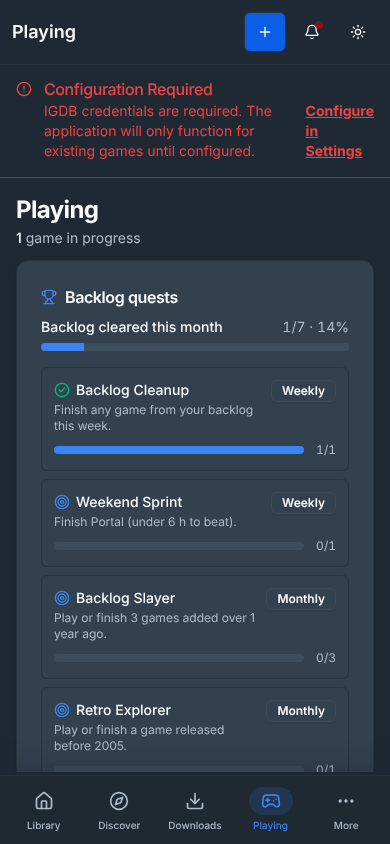 Playing
Configuration Required
IGDB credentials are required. The
application will only function for
existing games until configured.
Configure
in
Settings
Playing
1 game in progress
Backlog quests
Backlog cleared this month
1/7 · 14%
Backlog Cleanup
Weekly
Finish any game from your backlog
this week.
1/1
Weekend Sprint
Weekly
Finish Portal (under 6 h to beat).
0/1
Backlog Slayer
Monthly
Play or finish 3 games added over 1
year ago.
0/3
Retro Explorer
Monthly
Play or finish a game released
before 2005.
0/1
Library
Discover
Downloads
Playing
More